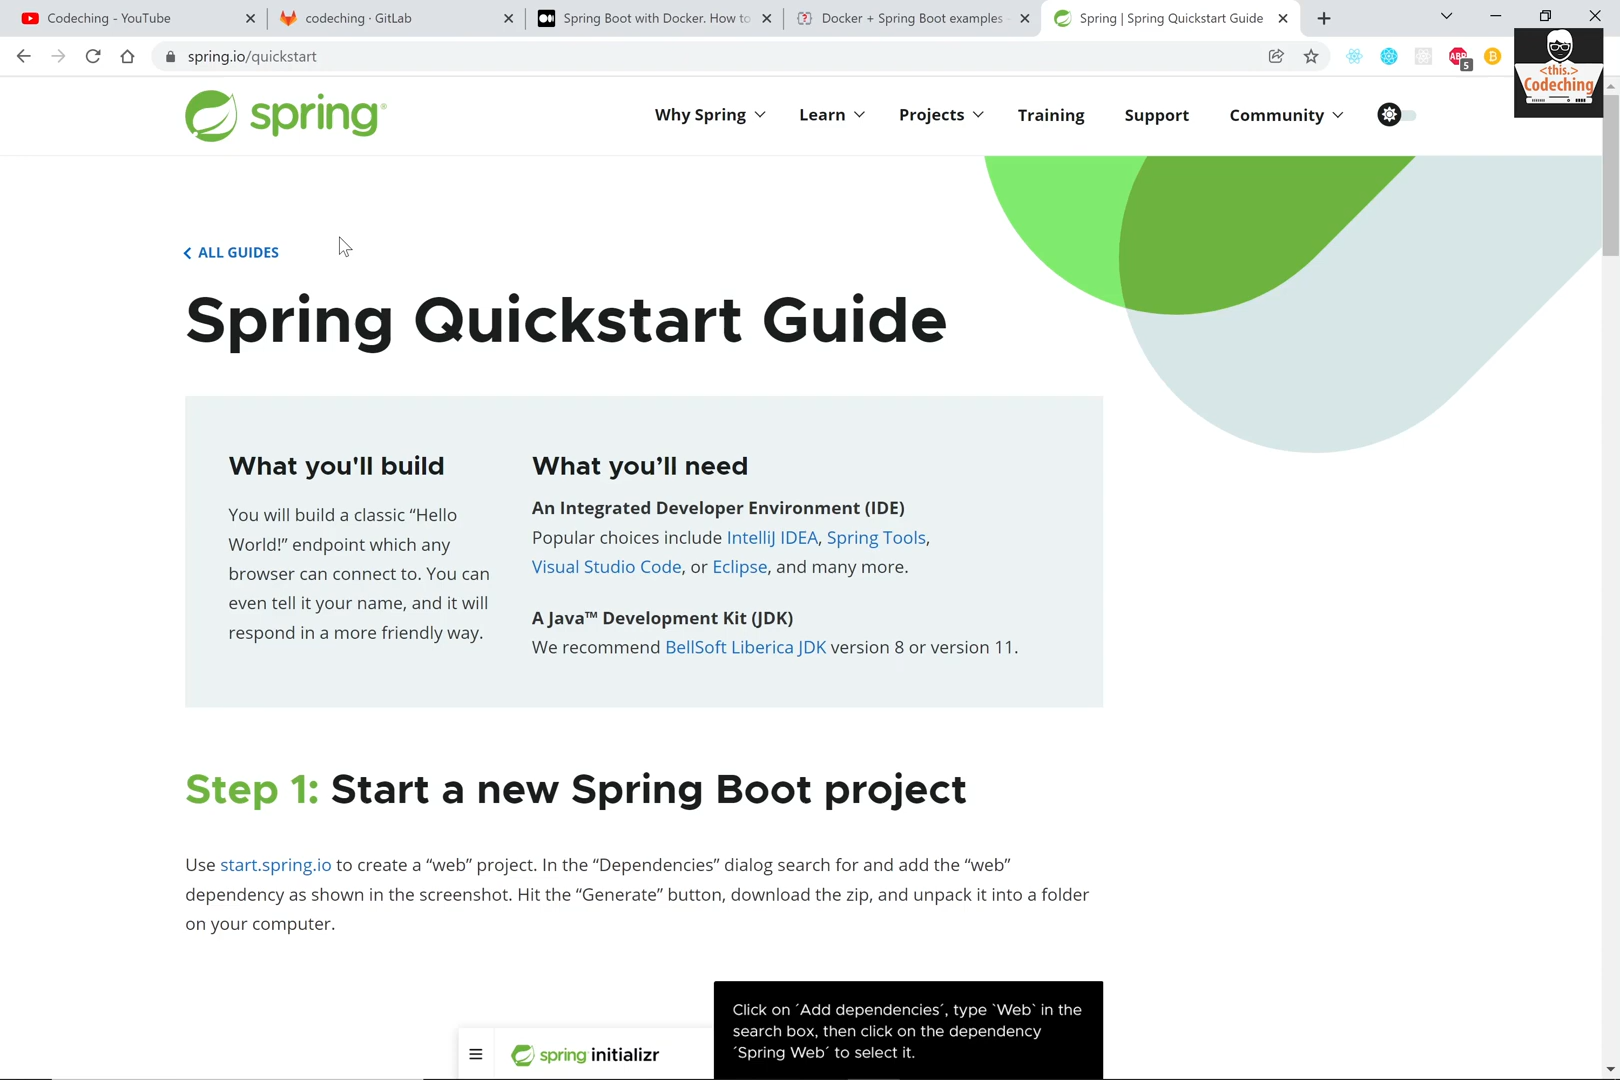 Codeching - YouTube
codeching · GitLab
Spring Boot with Docker. How to
Docker + Spring Boot examples -
Spring | Spring Quickstart Guide
spring.io/quickstart
ABP
5
B
<this.>
Codeching
spring
Why Spring
Learn
Projects
Training
Support
Community
ALL GUIDES
Spring Quickstart Guide
What you'll build
You will build a classic “Hello
World!” endpoint which any
browser can connect to. You can
even tell it your name, and it will
respond in a more friendly way.
What you’ll need
An Integrated Developer Environment (IDE)
Popular choices include IntelliJ IDEA, Spring Tools,
Visual Studio Code, or Eclipse, and many more.
A Java™ Development Kit (JDK)
We recommend BellSoft Liberica JDK version 8 or version 11.
Step 1: Start a new Spring Boot project
Use start.spring.io to create a “web” project. In the “Dependencies” dialog search for and add the “web”
dependency as shown in the screenshot. Hit the “Generate” button, download the zip, and unpack it into a folder
on your computer.
spring initializr
Click on ´Add dependencies´, type `Web` in the
search box, then click on the dependency
´Spring Web´ to select it.